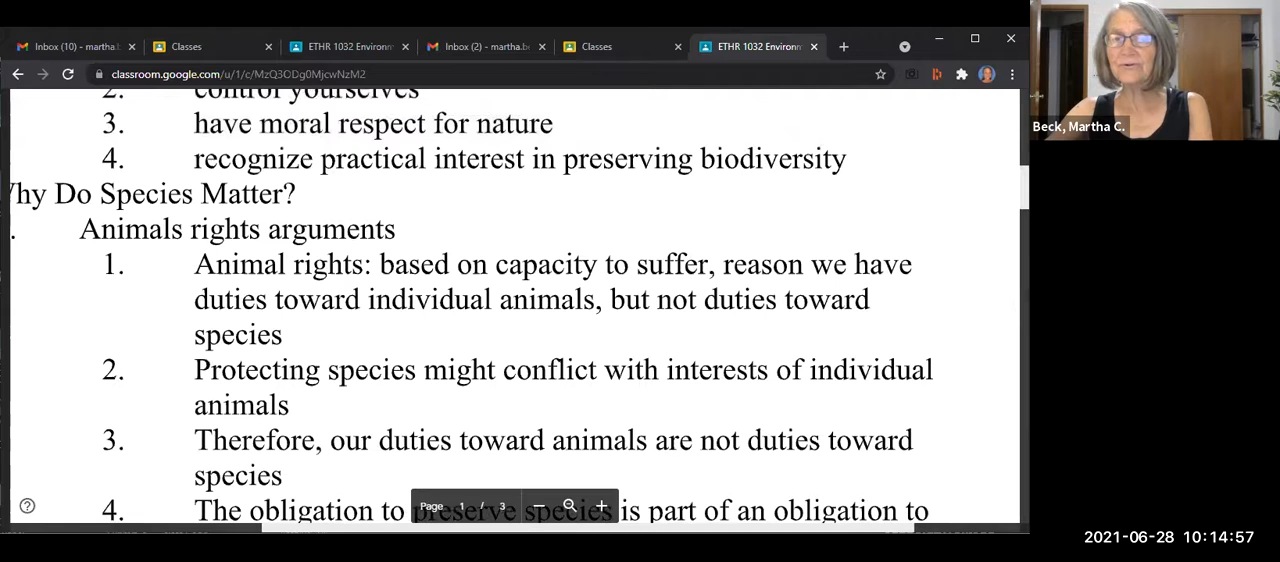 Inbox (10) - martha.b
Classes
ETHR 1032 Environm
Inbox (2) - martha.be
Classes
ETHR 1032 Environm
classroom.google.com/u/1/c/MzQ3ODg0MjcwNzM2
Beck, Martha C.
2. control yourselves
3. have moral respect for nature
4. recognize practical interest in preserving biodiversity
hy Do Species Matter?
. Animals rights arguments
1. Animal rights: based on capacity to suffer, reason we have
duties toward individual animals, but not duties toward
species
2. Protecting species might conflict with interests of individual
animals
3. Therefore, our duties toward animals are not duties toward
species
4. The obligation to preserve species is part of an obligation to
Page 1 / 3
2021-06-28 10:14:57